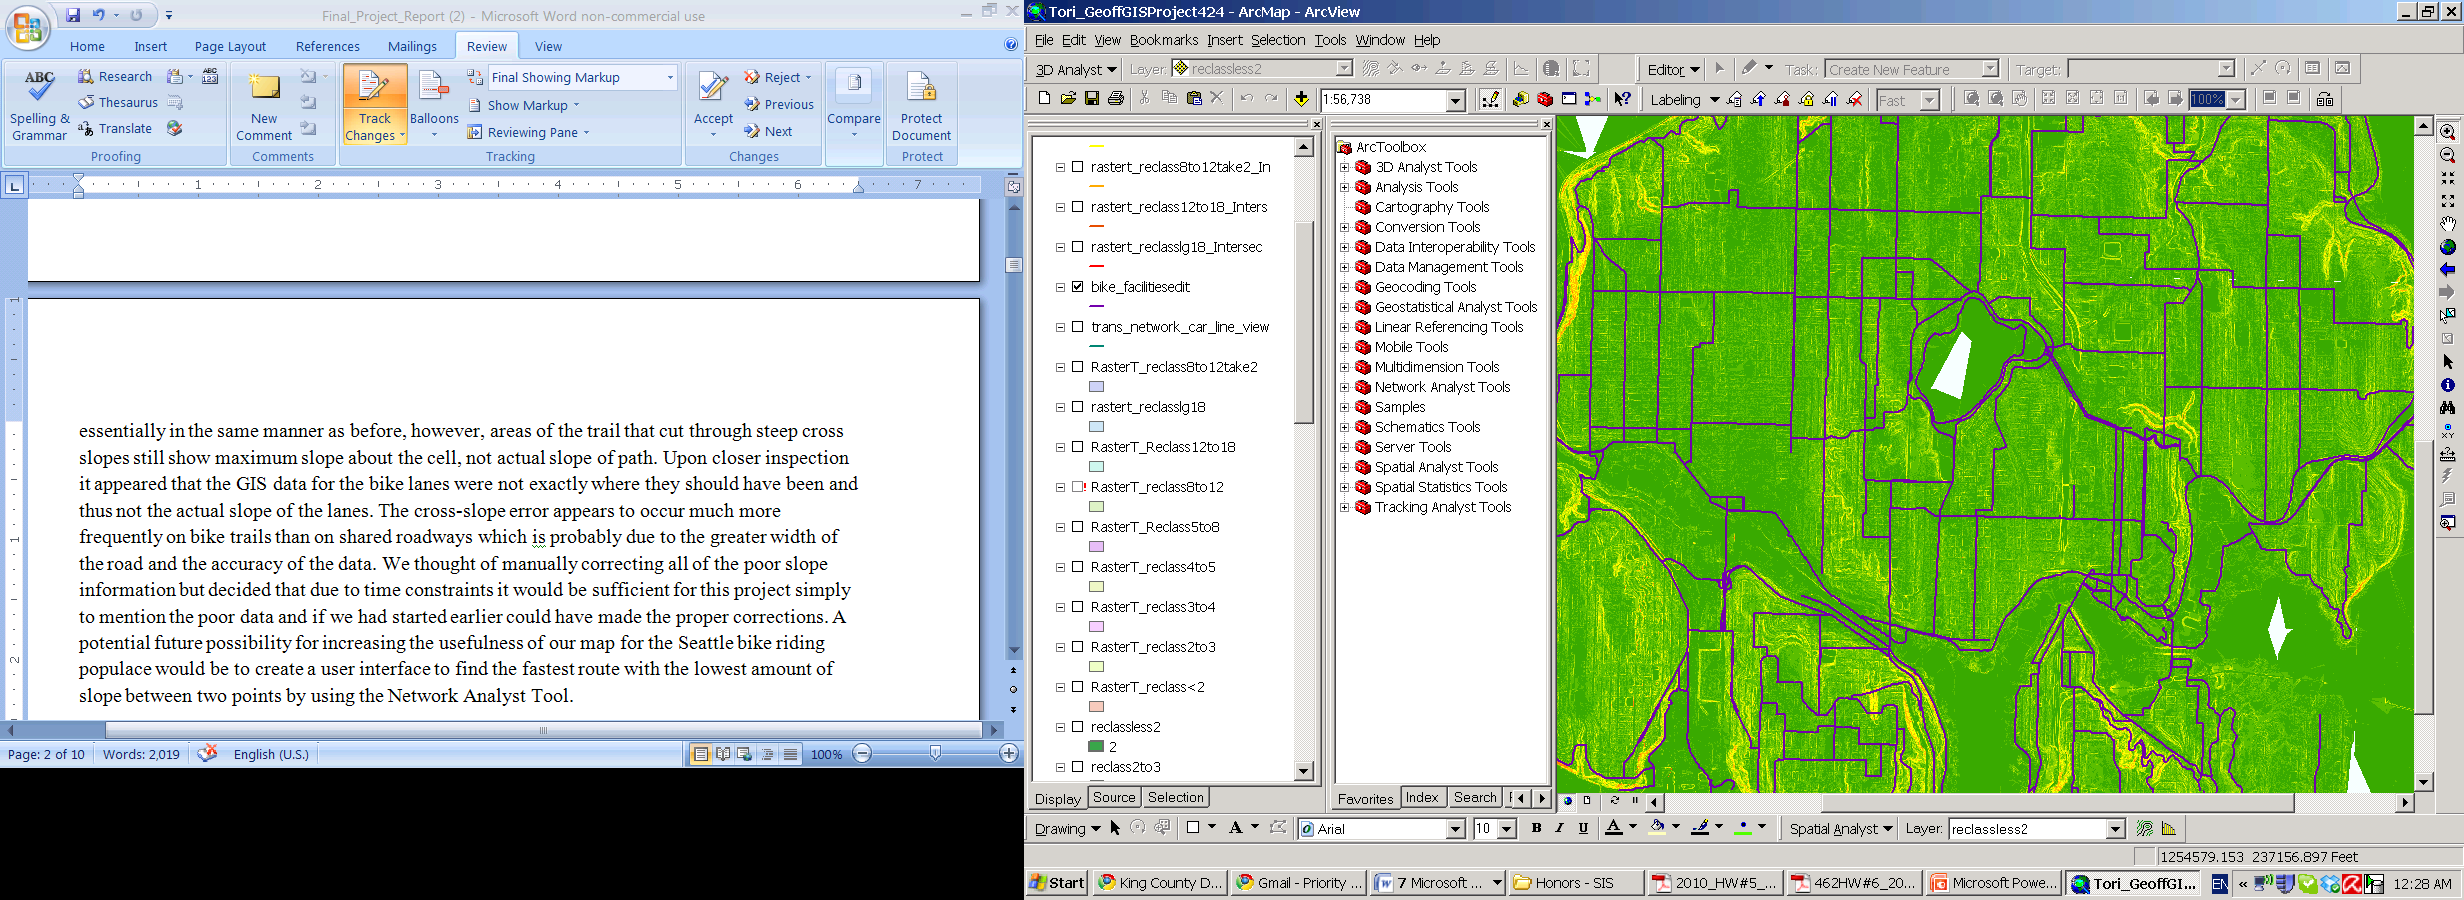 Final_Project_Report (2) - Microsoft Word non-commercial use
Home Insert Page Layout References Mailings Review View
ABC Spelling & Grammar
Research
Thesaurus
Translate
ABC 123
Proofing
New Comment
Comments
Track Changes
Balloons
Final Showing Markup
Show Markup
Reviewing Pane
Tracking
Accept
Reject
Previous
Next
Changes
Compare
Protect Document
Protect
1 2 3 4 5 6 7
essentially in the same manner as before, however, areas of the trail that cut through steep cross
slopes still show maximum slope about the cell, not actual slope of path. Upon closer inspection
it appeared that the GIS data for the bike lanes were not exactly where they should have been and
thus not the actual slope of the lanes. The cross-slope error appears to occur much more
frequently on bike trails than on shared roadways which is probably due to the greater width of
the road and the accuracy of the data. We thought of manually correcting all of the poor slope
information but decided that due to time constraints it would be sufficient for this project simply
to mention the poor data and if we had started earlier could have made the proper corrections. A
potential future possibility for increasing the usefulness of our map for the Seattle bike riding
populace would be to create a user interface to find the fastest route with the lowest amount of
slope between two points by using the Network Analyst Tool.
Page: 2 of 10 Words: 2,019 English (U.S.) 100%
Tori_GeoffGISProject424 - ArcMap - ArcView
File Edit View Bookmarks Insert Selection Tools Window Help
3D Analyst Layer: reclassless2 Editor Task: Create New Feature Target:
1:56,738 Labeling Fast 100%
rastert_reclass8to12take2_In
rastert_reclass12to18_Inters
rastert_reclasslg18_Intersec
bike_facilitiesedit
trans_network_car_line_view
RasterT_reclass8to12take2
rastert_reclasslg18
RasterT_Reclass12to18
RasterT_reclass8to12
RasterT_Reclass5to8
RasterT_reclass4to5
RasterT_reclass3to4
RasterT_reclass2to3
RasterT_reclass<2
reclassless2
2
reclass2to3
Display Source Selection
ArcToolbox
3D Analyst Tools
Analysis Tools
Cartography Tools
Conversion Tools
Data Interoperability Tools
Data Management Tools
Geocoding Tools
Geostatistical Analyst Tools
Linear Referencing Tools
Mobile Tools
Multidimension Tools
Network Analyst Tools
Samples
Schematics Tools
Server Tools
Spatial Analyst Tools
Spatial Statistics Tools
Tracking Analyst Tools
Favorites Index Search
Drawing A Arial 10 B I U A Spatial Analyst Layer: reclassless2
1254579.153 237156.897 Feet
Start King County D... Gmail - Priority ... 7 Microsoft ... Honors - SIS 2010_HW#5_... 462HW#6_20... Microsoft Powe... Tori_GeoffGI... EN « 12:28 AM